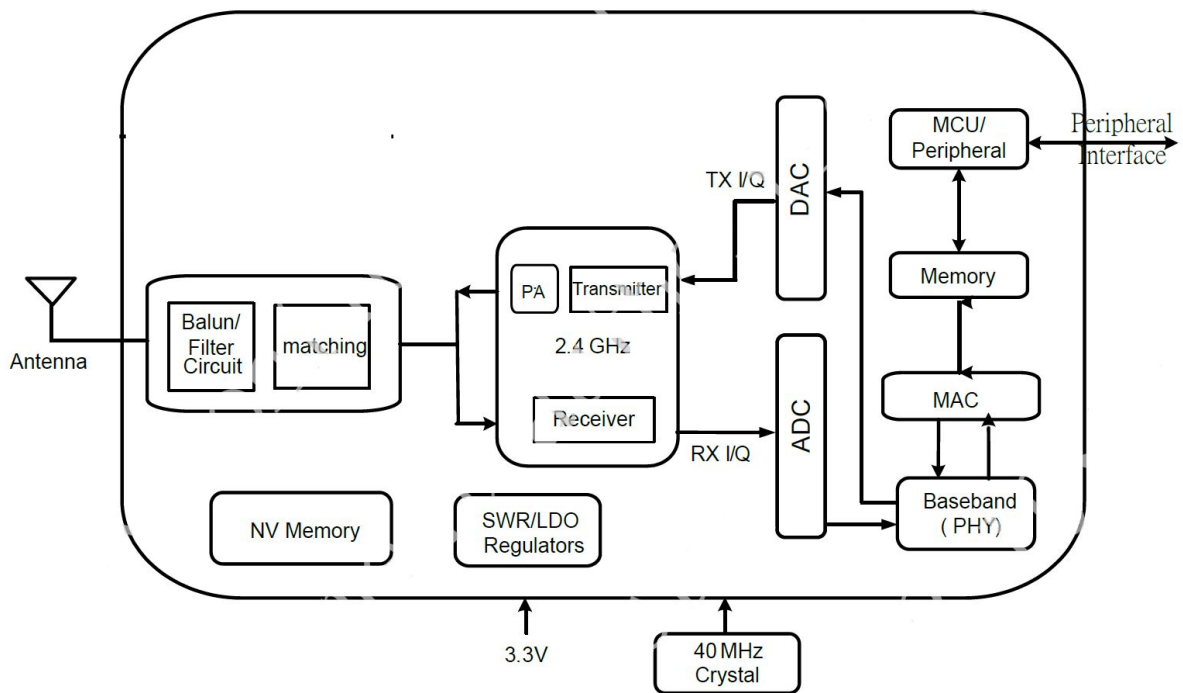 MCU/
Peripheral
Peripheral
Interface
TX I/Q
DAC
Memory
PA
Transmitter
2.4 GHz
Balun/
Filter
Circuit
matching
Antenna
Receiver
RX I/Q
ADC
MAC
Baseband
( PHY)
NV Memory
SWR/LDO
Regulators
3.3V
40 MHz
Crystal